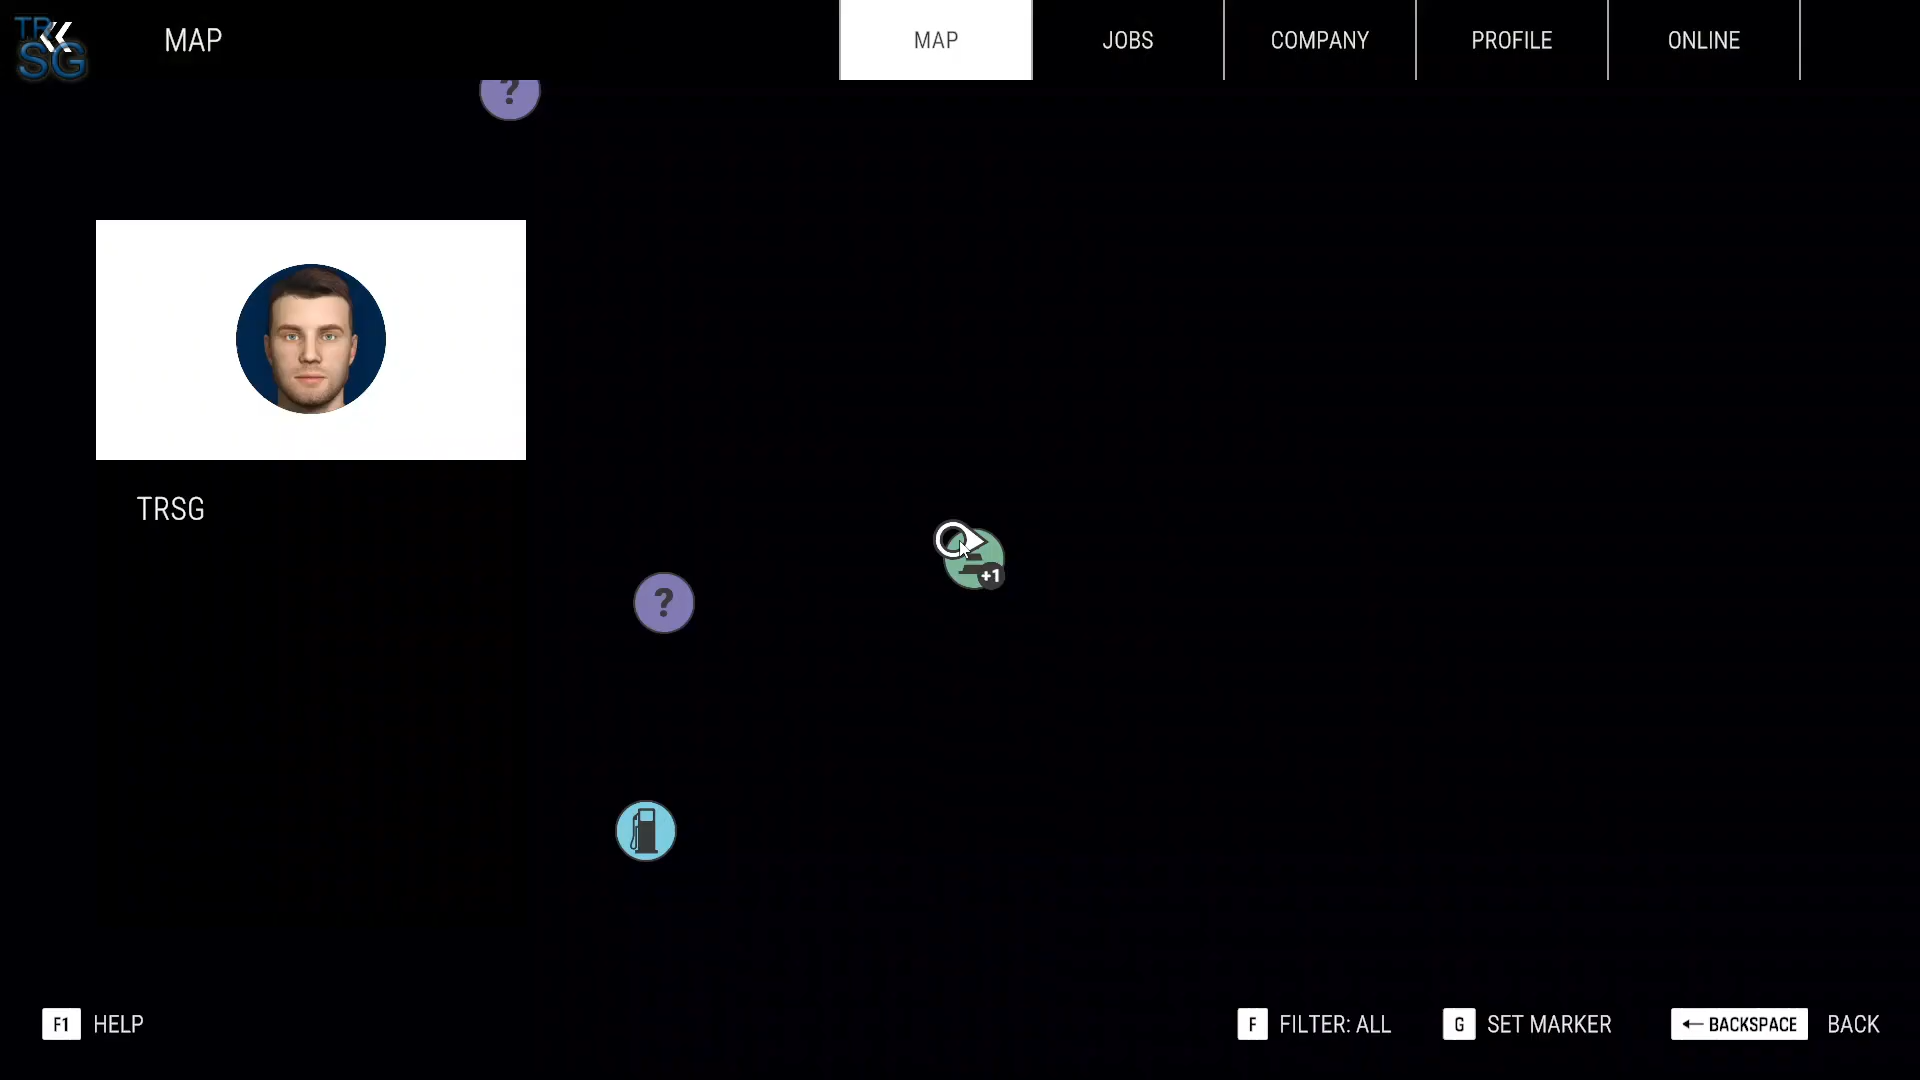 TR
SG
MAP
MAP
JOBS
COMPANY
PROFILE
ONLINE
?
TRSG
+1
?
F1 HELP
F FILTER: ALL
G SET MARKER
← BACKSPACE BACK